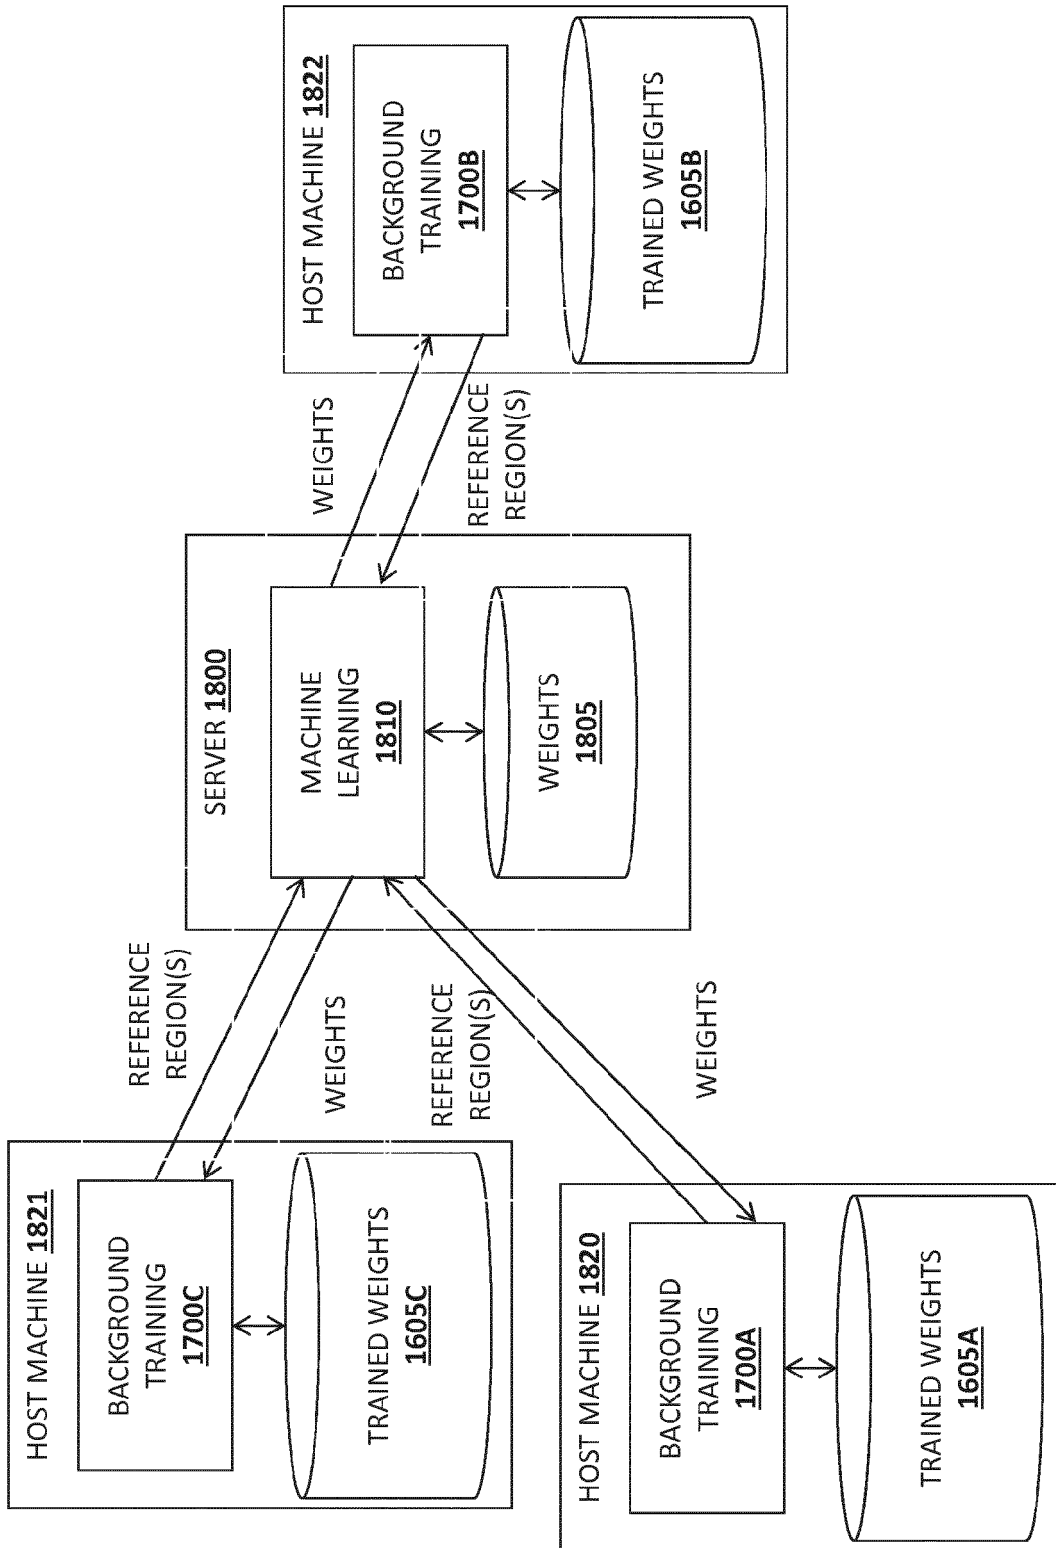 HOST MACHINE 1821
BACKGROUND
TRAINING
1700C
TRAINED WEIGHTS
1605C
REFERENCE
REGION(S)
WEIGHTS
SERVER 1800
MACHINE
LEARNING
1810
WEIGHTS
1805
WEIGHTS
REFERENCE
REGION(S)
HOST MACHINE 1822
BACKGROUND
TRAINING
1700B
TRAINED WEIGHTS
1605B
REFERENCE
REGION(S)
WEIGHTS
HOST MACHINE 1820
BACKGROUND
TRAINING
1700A
TRAINED WEIGHTS
1605A